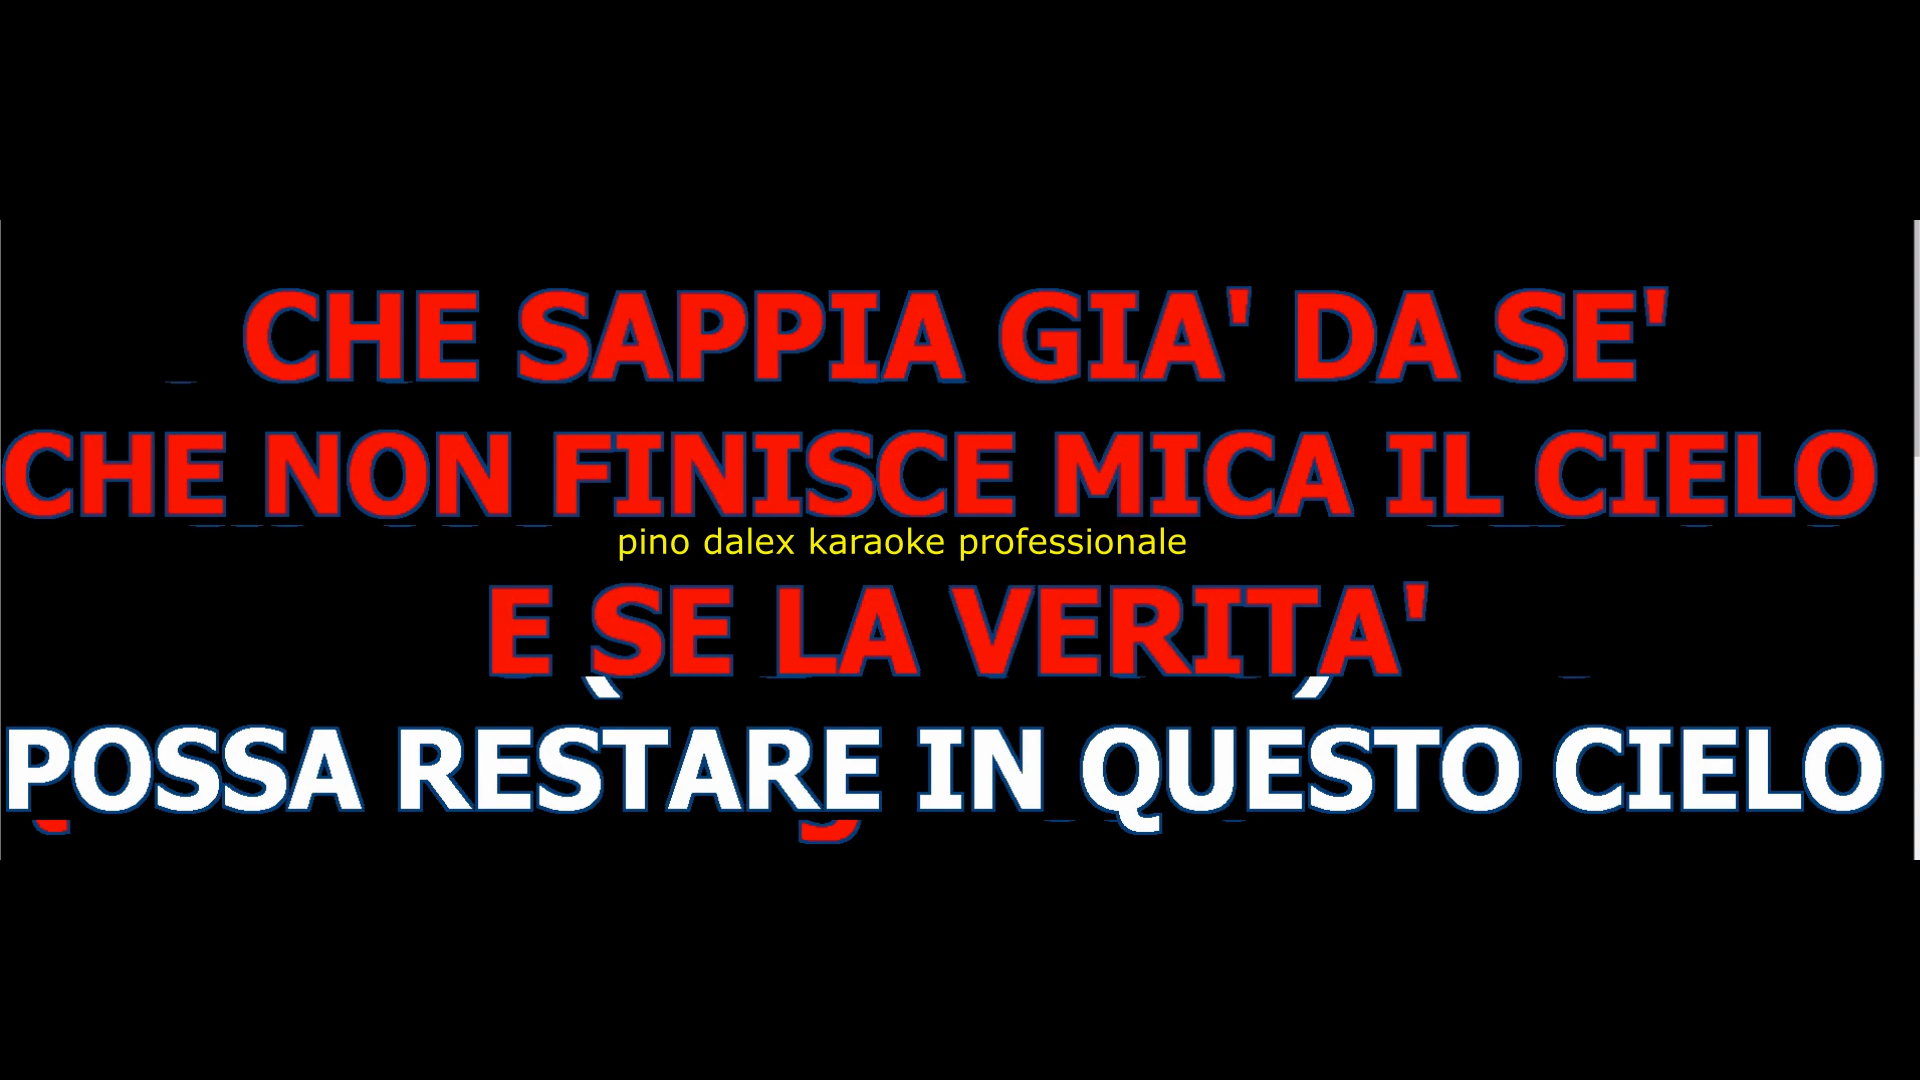 CHE SAPPIA GIA' DA SE'
CHE NON FINISCE MICA IL CIELO
pino dalex karaoke professionale
E SE LA VERITA'
POSSA RESTARE IN QUESTO CIELO